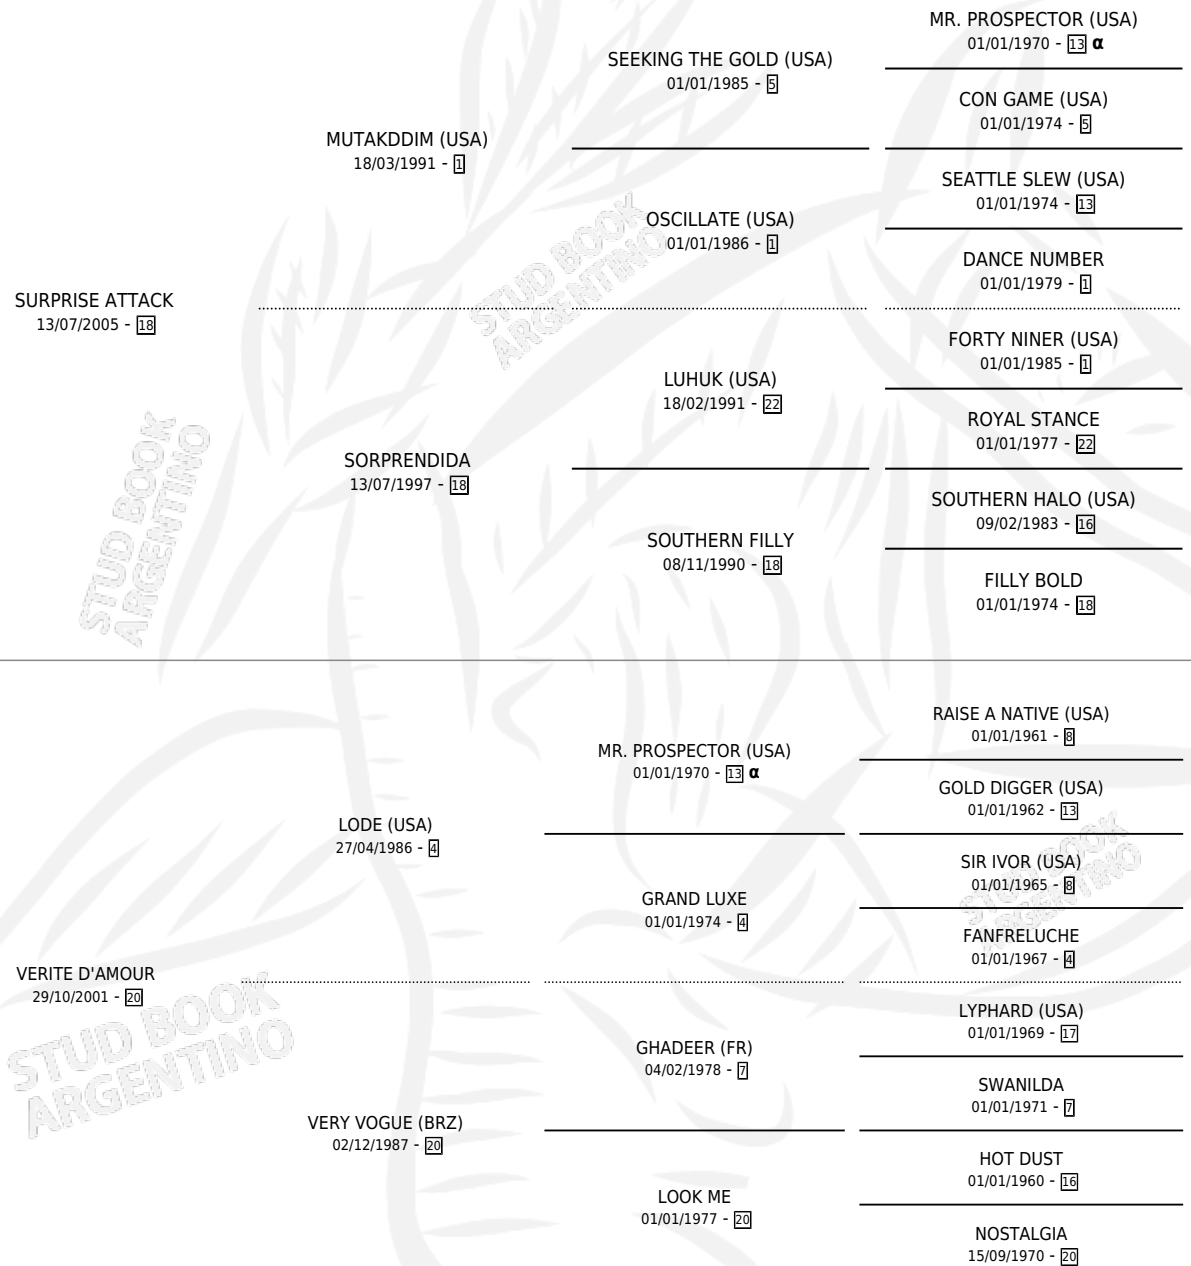 MR. PROSPECTOR (USA)
01/01/1970 - 13 α
SEEKING THE GOLD (USA)
01/01/1985 - 5
CON GAME (USA)
01/01/1974 - 5
MUTAKDDIM (USA)
18/03/1991 - 1
SEATTLE SLEW (USA)
01/01/1974 - 13
OSCILLATE (USA)
01/01/1986 - 1
DANCE NUMBER
01/01/1979 - 1
STUD BOOK
ARGENTINO
SURPRISE ATTACK
13/07/2005 - 18
FORTY NINER (USA)
01/01/1985 - 1
LUHUK (USA)
18/02/1991 - 22
ROYAL STANCE
01/01/1977 - 22
SORPRENDIDA
13/07/1997 - 18
SOUTHERN HALO (USA)
09/02/1983 - 16
SOUTHERN FILLY
08/11/1990 - 18
FILLY BOLD
01/01/1974 - 18
STUD BOOK
ARGENTINO
RAISE A NATIVE (USA)
01/01/1961 - 8
MR. PROSPECTOR (USA)
01/01/1970 - 13 α
GOLD DIGGER (USA)
01/01/1962 - 13
LODE (USA)
27/04/1986 - 4
SIR IVOR (USA)
01/01/1965 - 8
GRAND LUXE
01/01/1974 - 4
FANFRELUCHE
01/01/1967 - 4
STUD BOOK
ARGENTINO
VERITE D'AMOUR
29/10/2001 - 20
LYPHARD (USA)
01/01/1969 - 17
GHADEER (FR)
04/02/1978 - 7
SWANILDA
01/01/1971 - 7
STUD BOOK
ARGENTINO
VERY VOGUE (BRZ)
02/12/1987 - 20
HOT DUST
01/01/1960 - 16
LOOK ME
01/01/1977 - 20
NOSTALGIA
15/09/1970 - 20